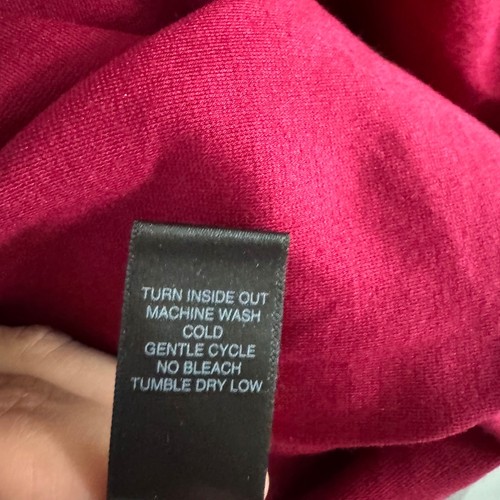 TURN INSIDE OUT
MACHINE WASH
COLD
GENTLE CYCLE
NO BLEACH
TUMBLE DRY LOW